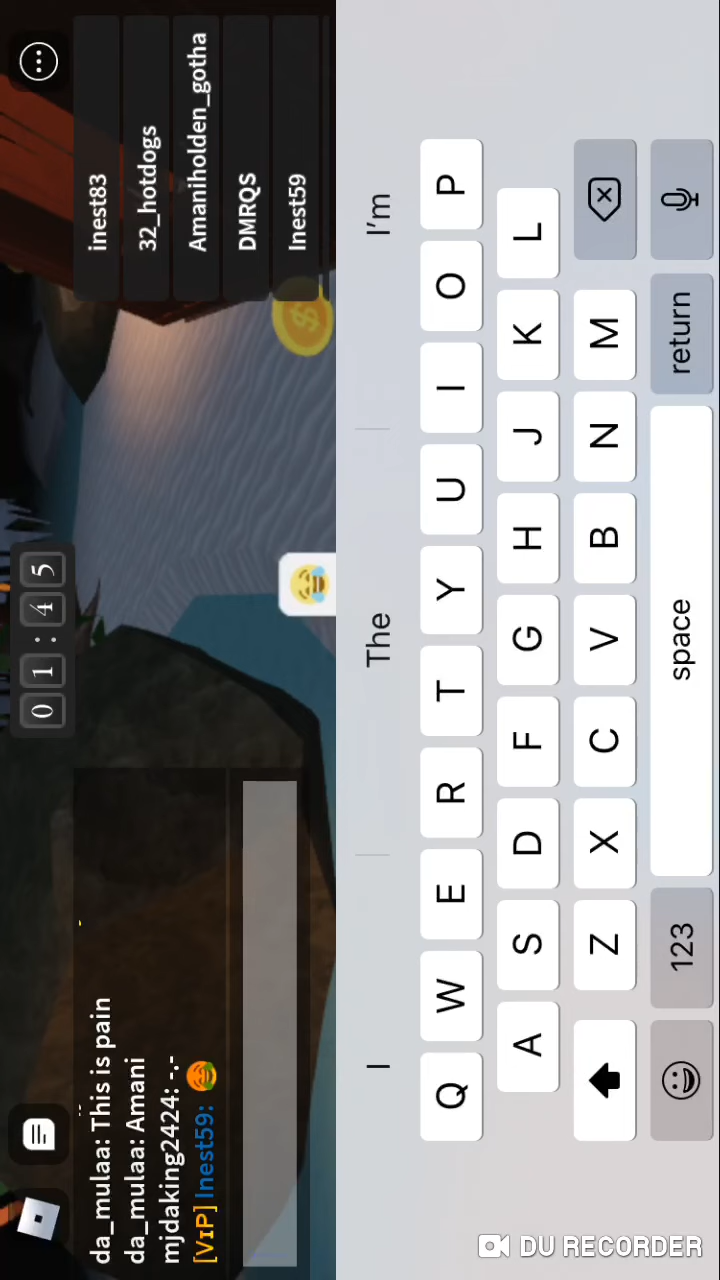 01:45
inest83
32_hotdogs
Amaniholden_gotha
DMRQS
Inest59
da_mulaa: This is pain
da_mulaa: Amani
mjdaking2424: -.-
[VɪP] Inest59: 🤮
I The I’m
Q W E R T Y U I O P
A S D F G H J K L
Z X C V B N M
123 space return
DU RECORDER